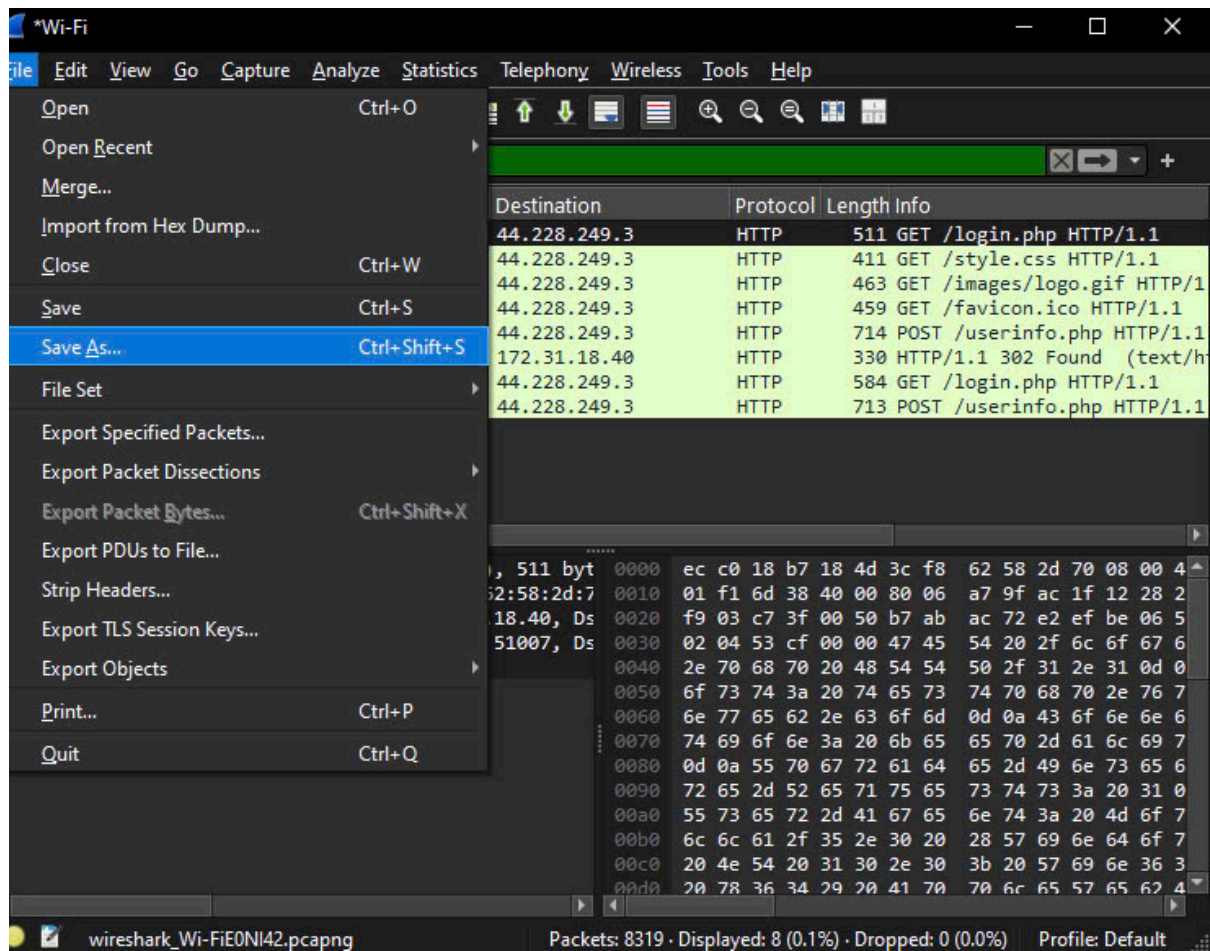 *Wi-Fi
File Edit View Go Capture Analyze Statistics Telephony Wireless Tools Help
Open Ctrl+O
Open Recent
Merge...
Import from Hex Dump...
Close Ctrl+W
Save Ctrl+S
Save As... Ctrl+Shift+S
File Set
Export Specified Packets...
Export Packet Dissections
Export Packet Bytes... Ctrl+Shift+X
Export PDUs to File...
Strip Headers...
Export TLS Session Keys...
Export Objects
Print... Ctrl+P
Quit Ctrl+Q
Destination Protocol Length Info
44.228.249.3 HTTP 511 GET /login.php HTTP/1.1
44.228.249.3 HTTP 411 GET /style.css HTTP/1.1
44.228.249.3 HTTP 463 GET /images/logo.gif HTTP/1
44.228.249.3 HTTP 459 GET /favicon.ico HTTP/1.1
44.228.249.3 HTTP 714 POST /userinfo.php HTTP/1.1
172.31.18.40 HTTP 330 HTTP/1.1 302 Found (text/h
44.228.249.3 HTTP 584 GET /login.php HTTP/1.1
44.228.249.3 HTTP 713 POST /userinfo.php HTTP/1.1
), 511 byt
52:58:2d:7
.18.40, Ds
51007, Ds
0000 ec c0 18 b7 18 4d 3c f8 62 58 2d 70 08 00 4
0010 01 f1 6d 38 40 00 80 06 a7 9f ac 1f 12 28 2
0020 f9 03 c7 3f 00 50 b7 ab ac 72 e2 ef be 06 5
0030 02 04 53 cf 00 00 47 45 54 20 2f 6c 6f 67 6
0040 2e 70 68 70 20 48 54 54 50 2f 31 2e 31 0d 0
0050 6f 73 74 3a 20 74 65 73 74 70 68 70 2e 76 7
0060 6e 77 65 62 2e 63 6f 6d 0d 0a 43 6f 6e 6e 6
0070 74 69 6f 6e 3a 20 6b 65 65 70 2d 61 6c 69 7
0080 0d 0a 55 70 67 72 61 64 65 2d 49 6e 73 65 6
0090 72 65 2d 52 65 71 75 65 73 74 73 3a 20 31 0
00a0 55 73 65 72 2d 41 67 65 6e 74 3a 20 4d 6f 7
00b0 6c 6c 61 2f 35 2e 30 20 28 57 69 6e 64 6f 7
00c0 20 4e 54 20 31 30 2e 30 3b 20 57 69 6e 36 3
00d0 20 78 36 34 29 20 41 70 70 6c 65 57 65 62 4
wireshark_Wi-FiE0NI42.pcapng Packets: 8319 · Displayed: 8 (0.1%) · Dropped: 0 (0.0%) Profile: Default